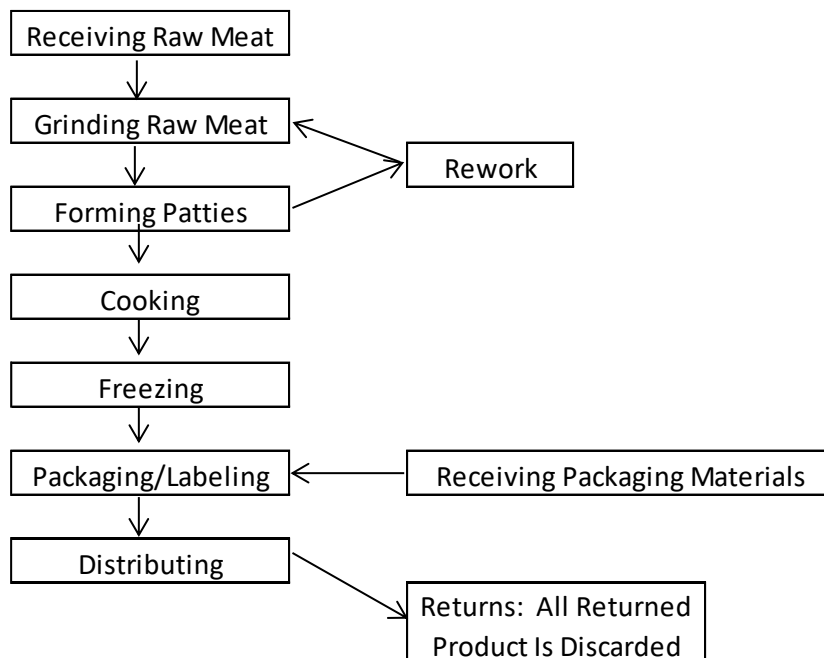 Receiving Raw Meat
Grinding Raw Meat
Rework
Forming Patties
Cooking
Freezing
Packaging/Labeling
Receiving Packaging Materials
Distributing
Returns: All Returned
Product Is Discarded